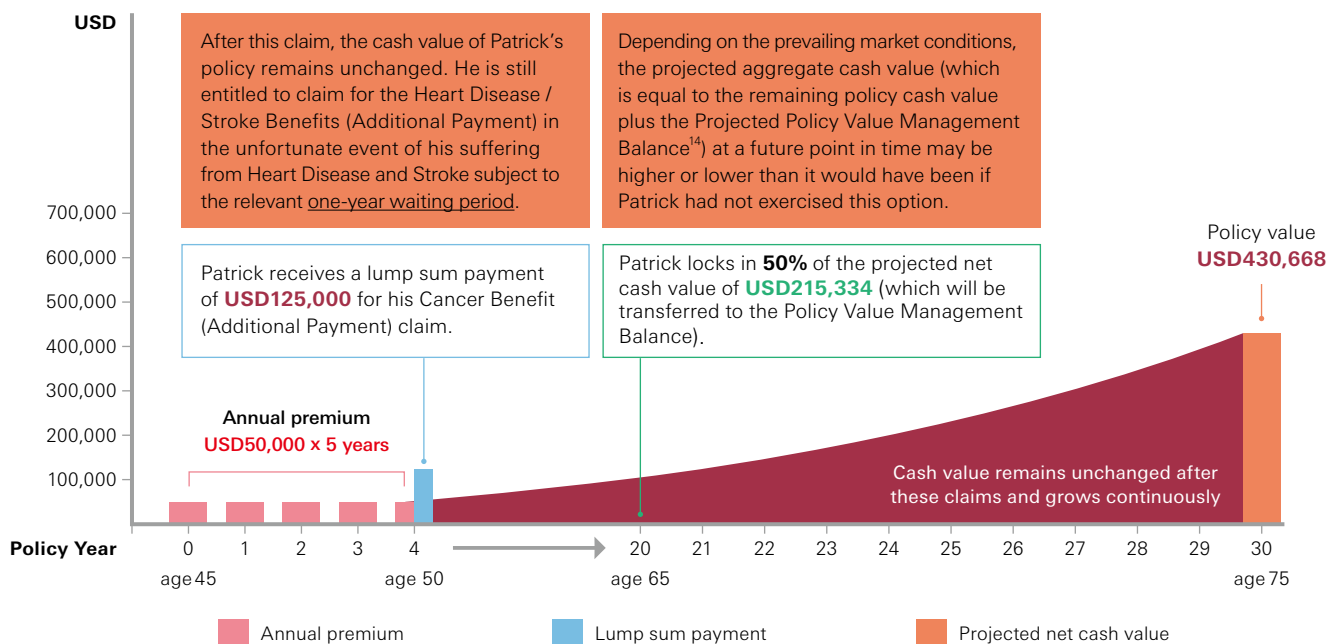 USD
After this claim, the cash value of Patrick’s
policy remains unchanged. He is still
entitled to claim for the Heart Disease /
Stroke Benefits (Additional Payment) in
the unfortunate event of his suffering
from Heart Disease and Stroke subject to
the relevant one-year waiting period.
Depending on the prevailing market conditions,
the projected aggregate cash value (which
is equal to the remaining policy cash value
plus the Projected Policy Value Management
Balance14) at a future point in time may be
higher or lower than it would have been if
Patrick had not exercised this option.
700,000
600,000
500,000
400,000
300,000
200,000
100,000
Patrick receives a lump sum payment
of USD125,000 for his Cancer Benefit
(Additional Payment) claim.
Patrick locks in 50% of the projected net
cash value of USD215,334 (which will be
transferred to the Policy Value Management
Balance).
Policy value
USD430,668
Annual premium
USD50,000 x 5 years
Cash value remains unchanged after
these claims and grows continuously
Policy Year 0 1 2 3 4 20 21 22 23 24 25 26 27 28 29 30
age 45 age 50 age 65 age 75
Annual premium Lump sum payment Projected net cash value